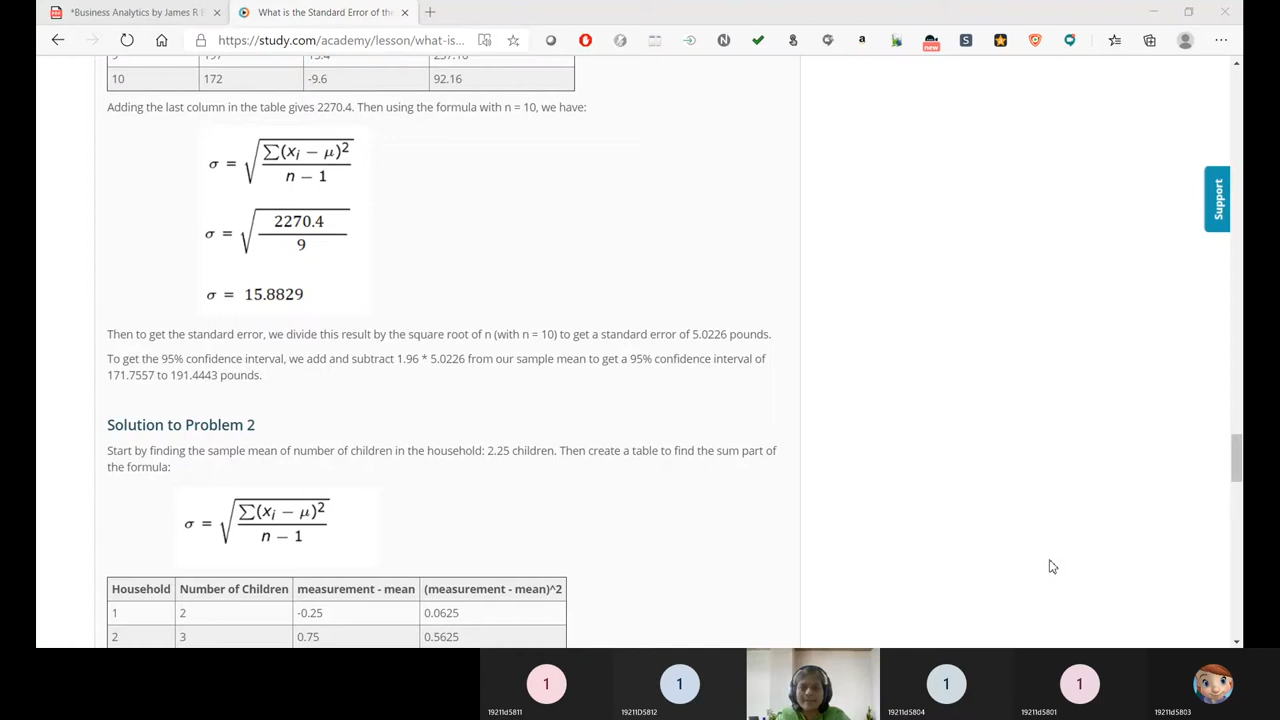 *Business Analytics by James R E
What is the Standard Error of the
https://study.com/academy/lesson/what-is...
new
10 172 -9.6 92.16
Adding the last column in the table gives 2270.4. Then using the formula with n = 10, we have:
σ = √(∑(xᵢ − μ)² / (n − 1))
σ = √(2270.4 / 9)
σ = 15.8829
Then to get the standard error, we divide this result by the square root of n (with n = 10) to get a standard error of 5.0226 pounds.
To get the 95% confidence interval, we add and subtract 1.96 * 5.0226 from our sample mean to get a 95% confidence interval of
171.7557 to 191.4443 pounds.
Solution to Problem 2
Start by finding the sample mean of number of children in the household: 2.25 children. Then create a table to find the sum part of
the formula:
σ = √(∑(xᵢ − μ)² / (n − 1))
Household Number of Children measurement - mean (measurement - mean)^2
1 2 -0.25 0.0625
2 3 0.75 0.5625
Support
1 1 1 1
19211d5811 19211D5812 19211d5804 19211d5801 19211d5803